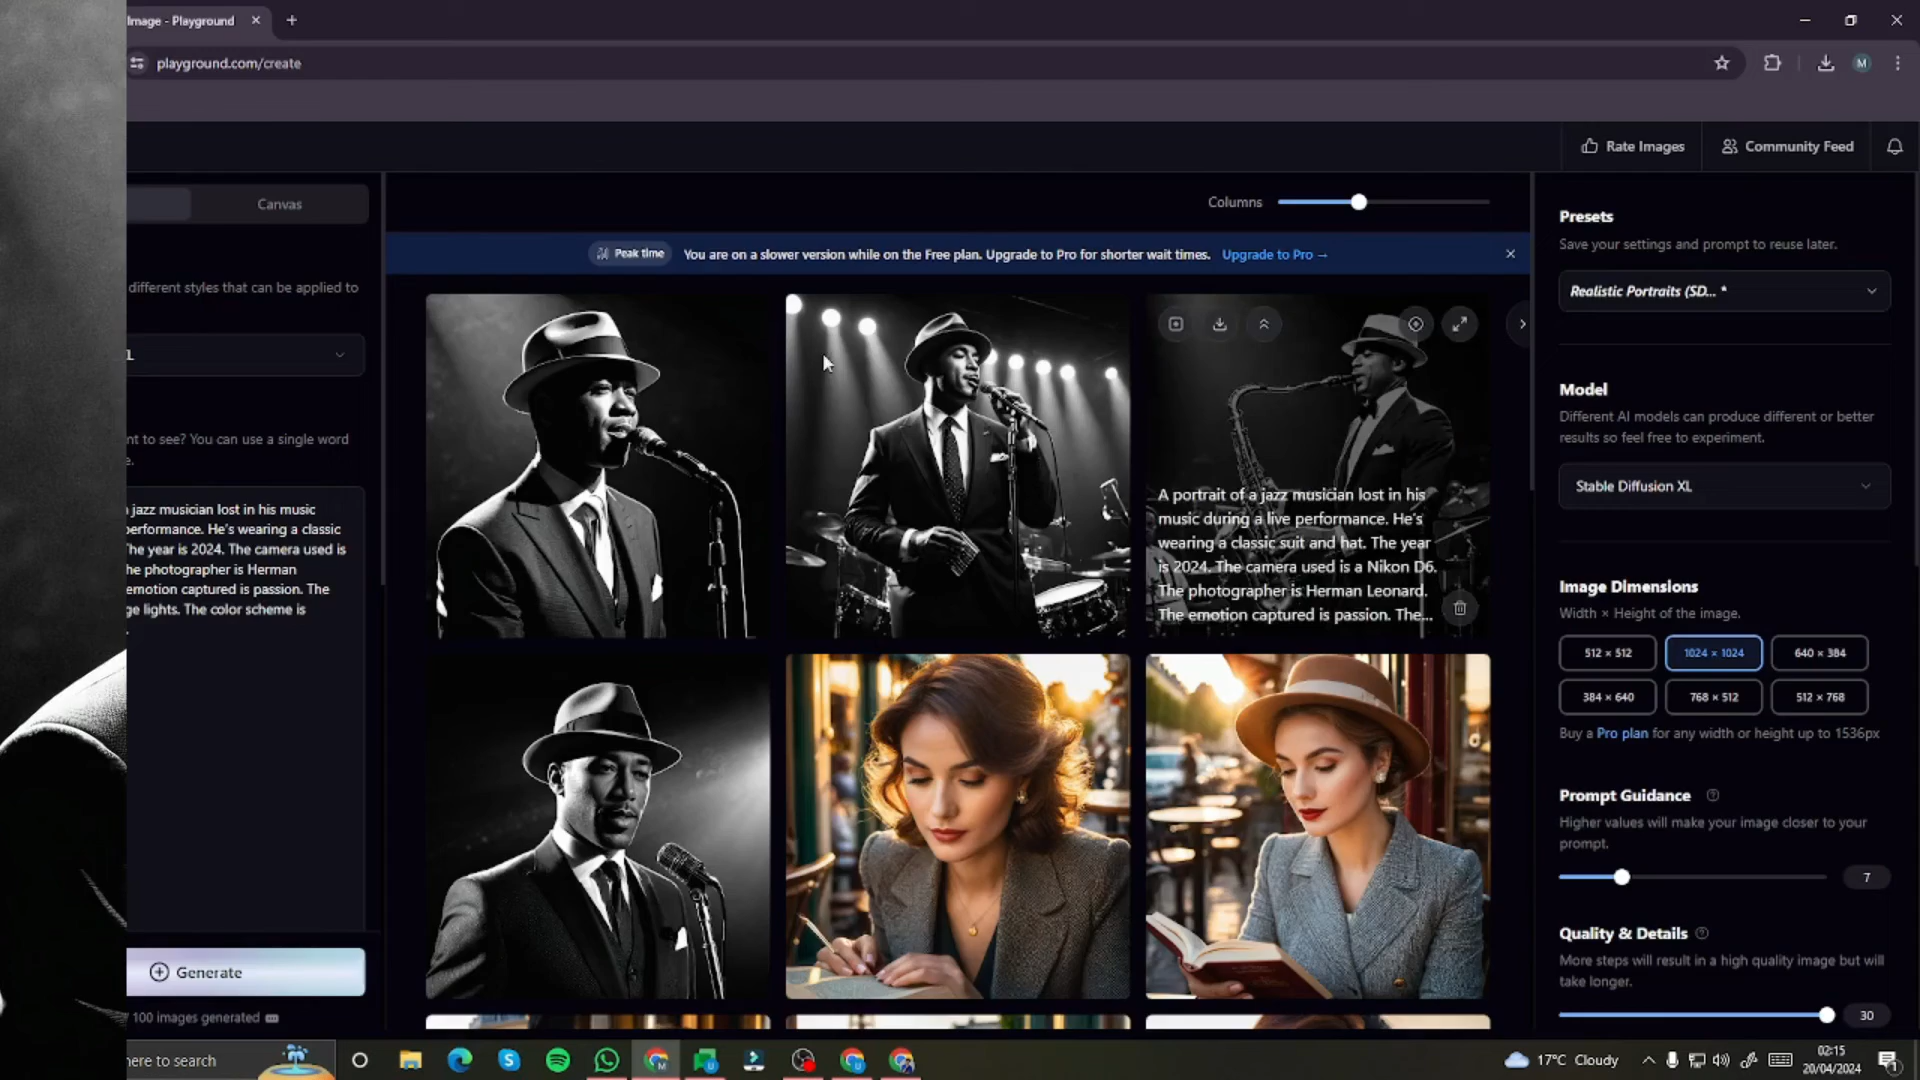 Image - Playground
playground.com/create
M
Rate Images
Community Feed
Canvas
Columns
Peak time
You are on a slower version while on the Free plan. Upgrade to Pro for shorter wait times. Upgrade to Pro →
different styles that can be applied to
L
nt to see? You can use a single word
e.
jazz musician lost in his music
performance. He's wearing a classic
The year is 2024. The camera used is
he photographer is Herman
emotion captured is passion. The
ge lights. The color scheme is
Generate
100 images generated
A portrait of a jazz musician lost in his
music during a live performance. He's
wearing a classic suit and hat. The year
is 2024. The camera used is a Nikon D6.
The photographer is Herman Leonard.
The emotion captured is passion. The...
Presets
Save your settings and prompt to reuse later.
Realistic Portraits (SD... *
Model
Different AI models can produce different or better
results so feel free to experiment.
Stable Diffusion XL
Image Dimensions
Width × Height of the image.
512 × 512
1024 × 1024
640 × 384
384 × 640
768 × 512
512 × 768
Buy a Pro plan for any width or height up to 1536px
Prompt Guidance
Higher values will make your image closer to your
prompt.
7
Quality & Details
More steps will result in a high quality image but will
take longer.
30
here to search
17°C Cloudy
02:15
20/04/2024